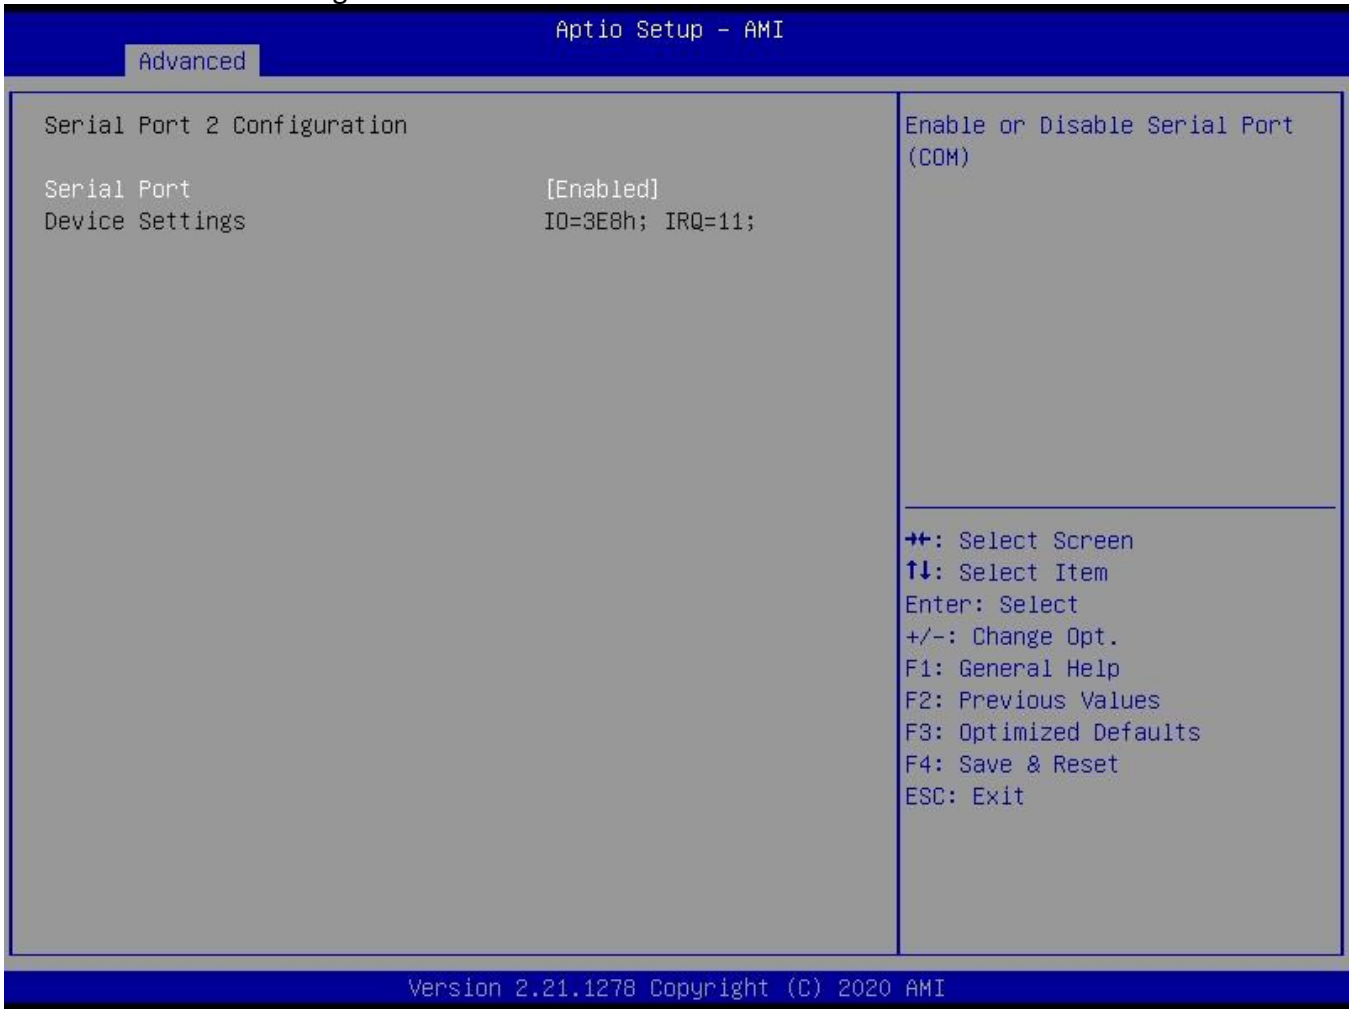 Aptio Setup – AMI
Advanced
Serial Port 2 Configuration
Serial Port [Enabled]
Device Settings IO=3E8h; IRQ=11;
Enable or Disable Serial Port
(COM)
→←: Select Screen
↑↓: Select Item
Enter: Select
+/-: Change Opt.
F1: General Help
F2: Previous Values
F3: Optimized Defaults
F4: Save & Reset
ESC: Exit
Version 2.21.1278 Copyright (C) 2020 AMI